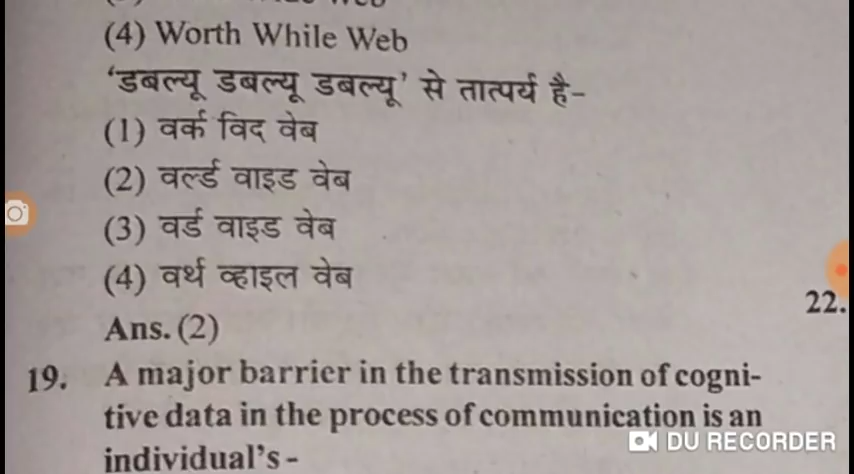 (4) Worth While Web
'डबल्यू डबल्यू डबल्यू' से तात्पर्य है-
(1) वर्क विद वेब
(2) वर्ल्ड वाइड वेब
(3) वर्ड वाइड वेब
(4) वर्थ व्हाइल वेब
Ans. (2)
19. A major barrier in the transmission of cogni-
tive data in the process of communication is an
individual's -
22.
DU RECORDER